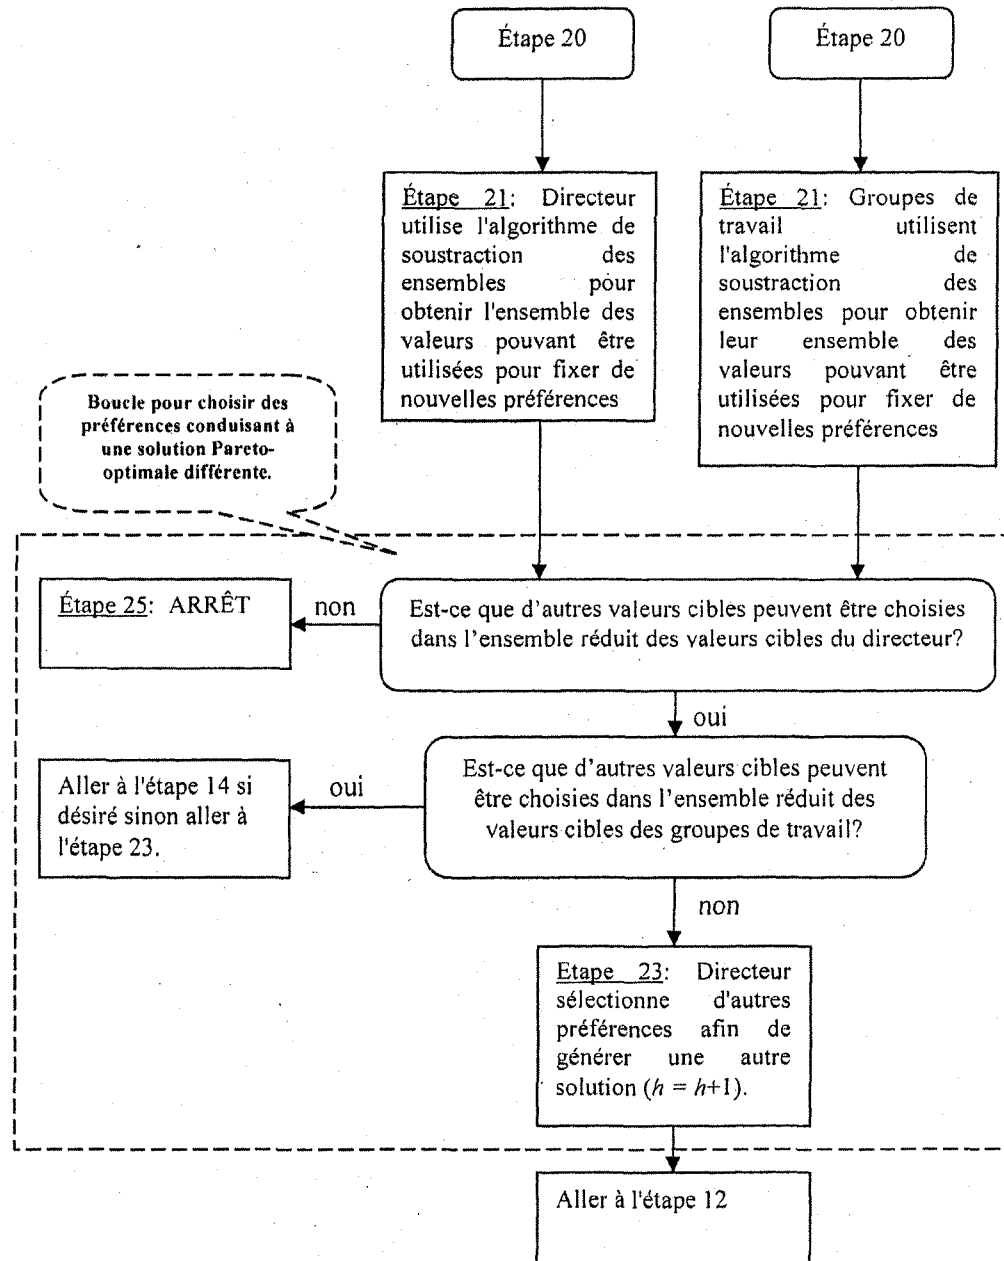 Étape 20
Étape 20
Étape 21: Directeur
utilise l'algorithme de
soustraction des
ensembles pour
obtenir l'ensemble des
valeurs pouvant être
utilisées pour fixer de
nouvelles préférences
Étape 21: Groupes de
travail utilisent
l'algorithme de
soustraction des
ensembles pour obtenir
leur ensemble des
valeurs pouvant être
utilisées pour fixer de
nouvelles préférences
Boucle pour choisir des
préférences conduisant à
une solution Pareto-
optimale différente.
Étape 25: ARRÊT
non
Est-ce que d'autres valeurs cibles peuvent être choisies
dans l'ensemble réduit des valeurs cibles du directeur?
oui
Aller à l'étape 14 si
désiré sinon aller à
l'étape 23.
oui
Est-ce que d'autres valeurs cibles peuvent
être choisies dans l'ensemble réduit des
valeurs cibles des groupes de travail?
non
Etape 23: Directeur
sélectionne d'autres
préférences afin de
générer une autre
solution (h = h+1).
Aller à l'étape 12